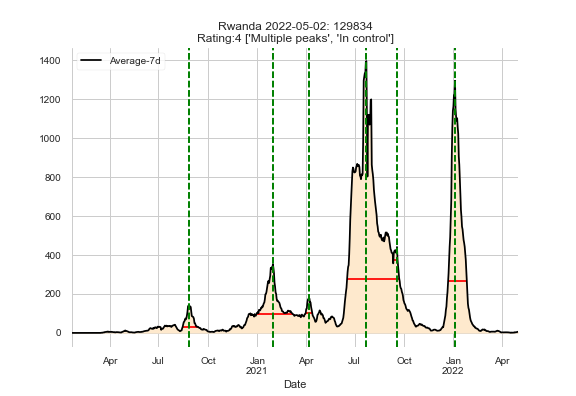 Rwanda 2022-05-02: 129834
Rating:4 ['Multiple peaks', 'In control']
Average-7d
1400
1200
1000
800
600
400
200
0
Apr Jul Oct Jan Apr Jul Oct Jan Apr
2021 2022
Date